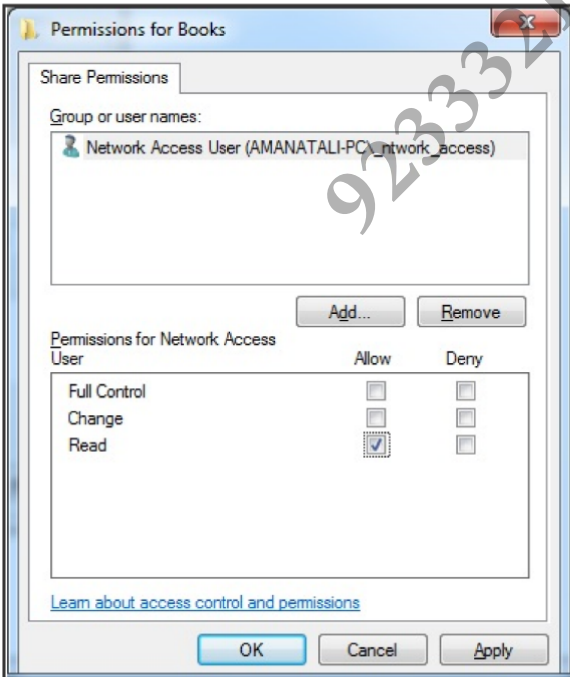 Permissions for Books
Share Permissions
Group or user names:
Network Access User (AMANATALI-PC\_ntwork_access)
Add...
Remove
Permissions for Network Access
User
Allow
Deny
Full Control
Change
Read
Learn about access control and permissions
OK
Cancel
Apply